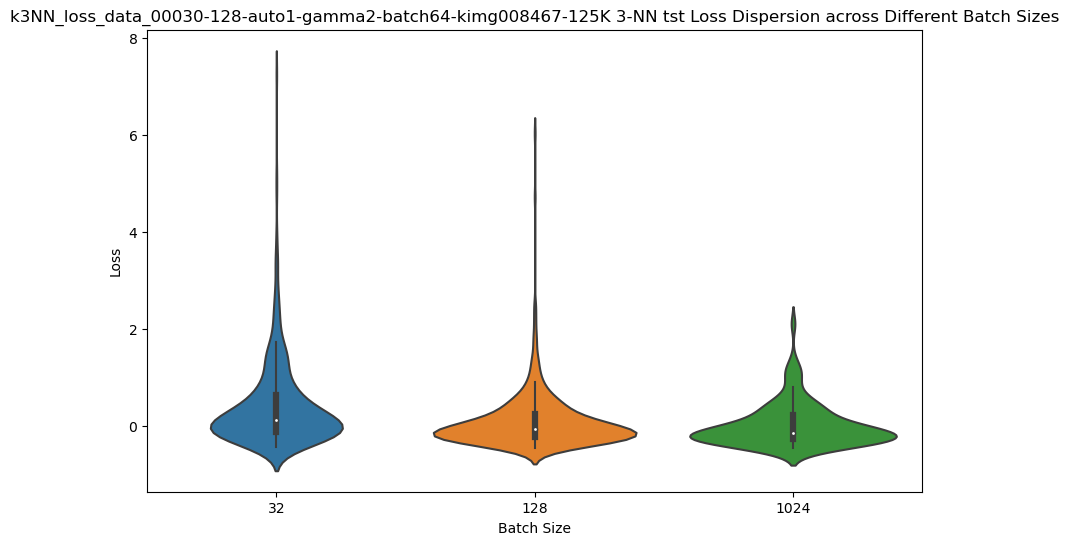 k3NN_loss_data_00030-128-auto1-gamma2-batch64-kimg008467-125K 3-NN tst Loss Dispersion across Different Batch Sizes
8
6
4
2
0
Loss
32
128
1024
Batch Size